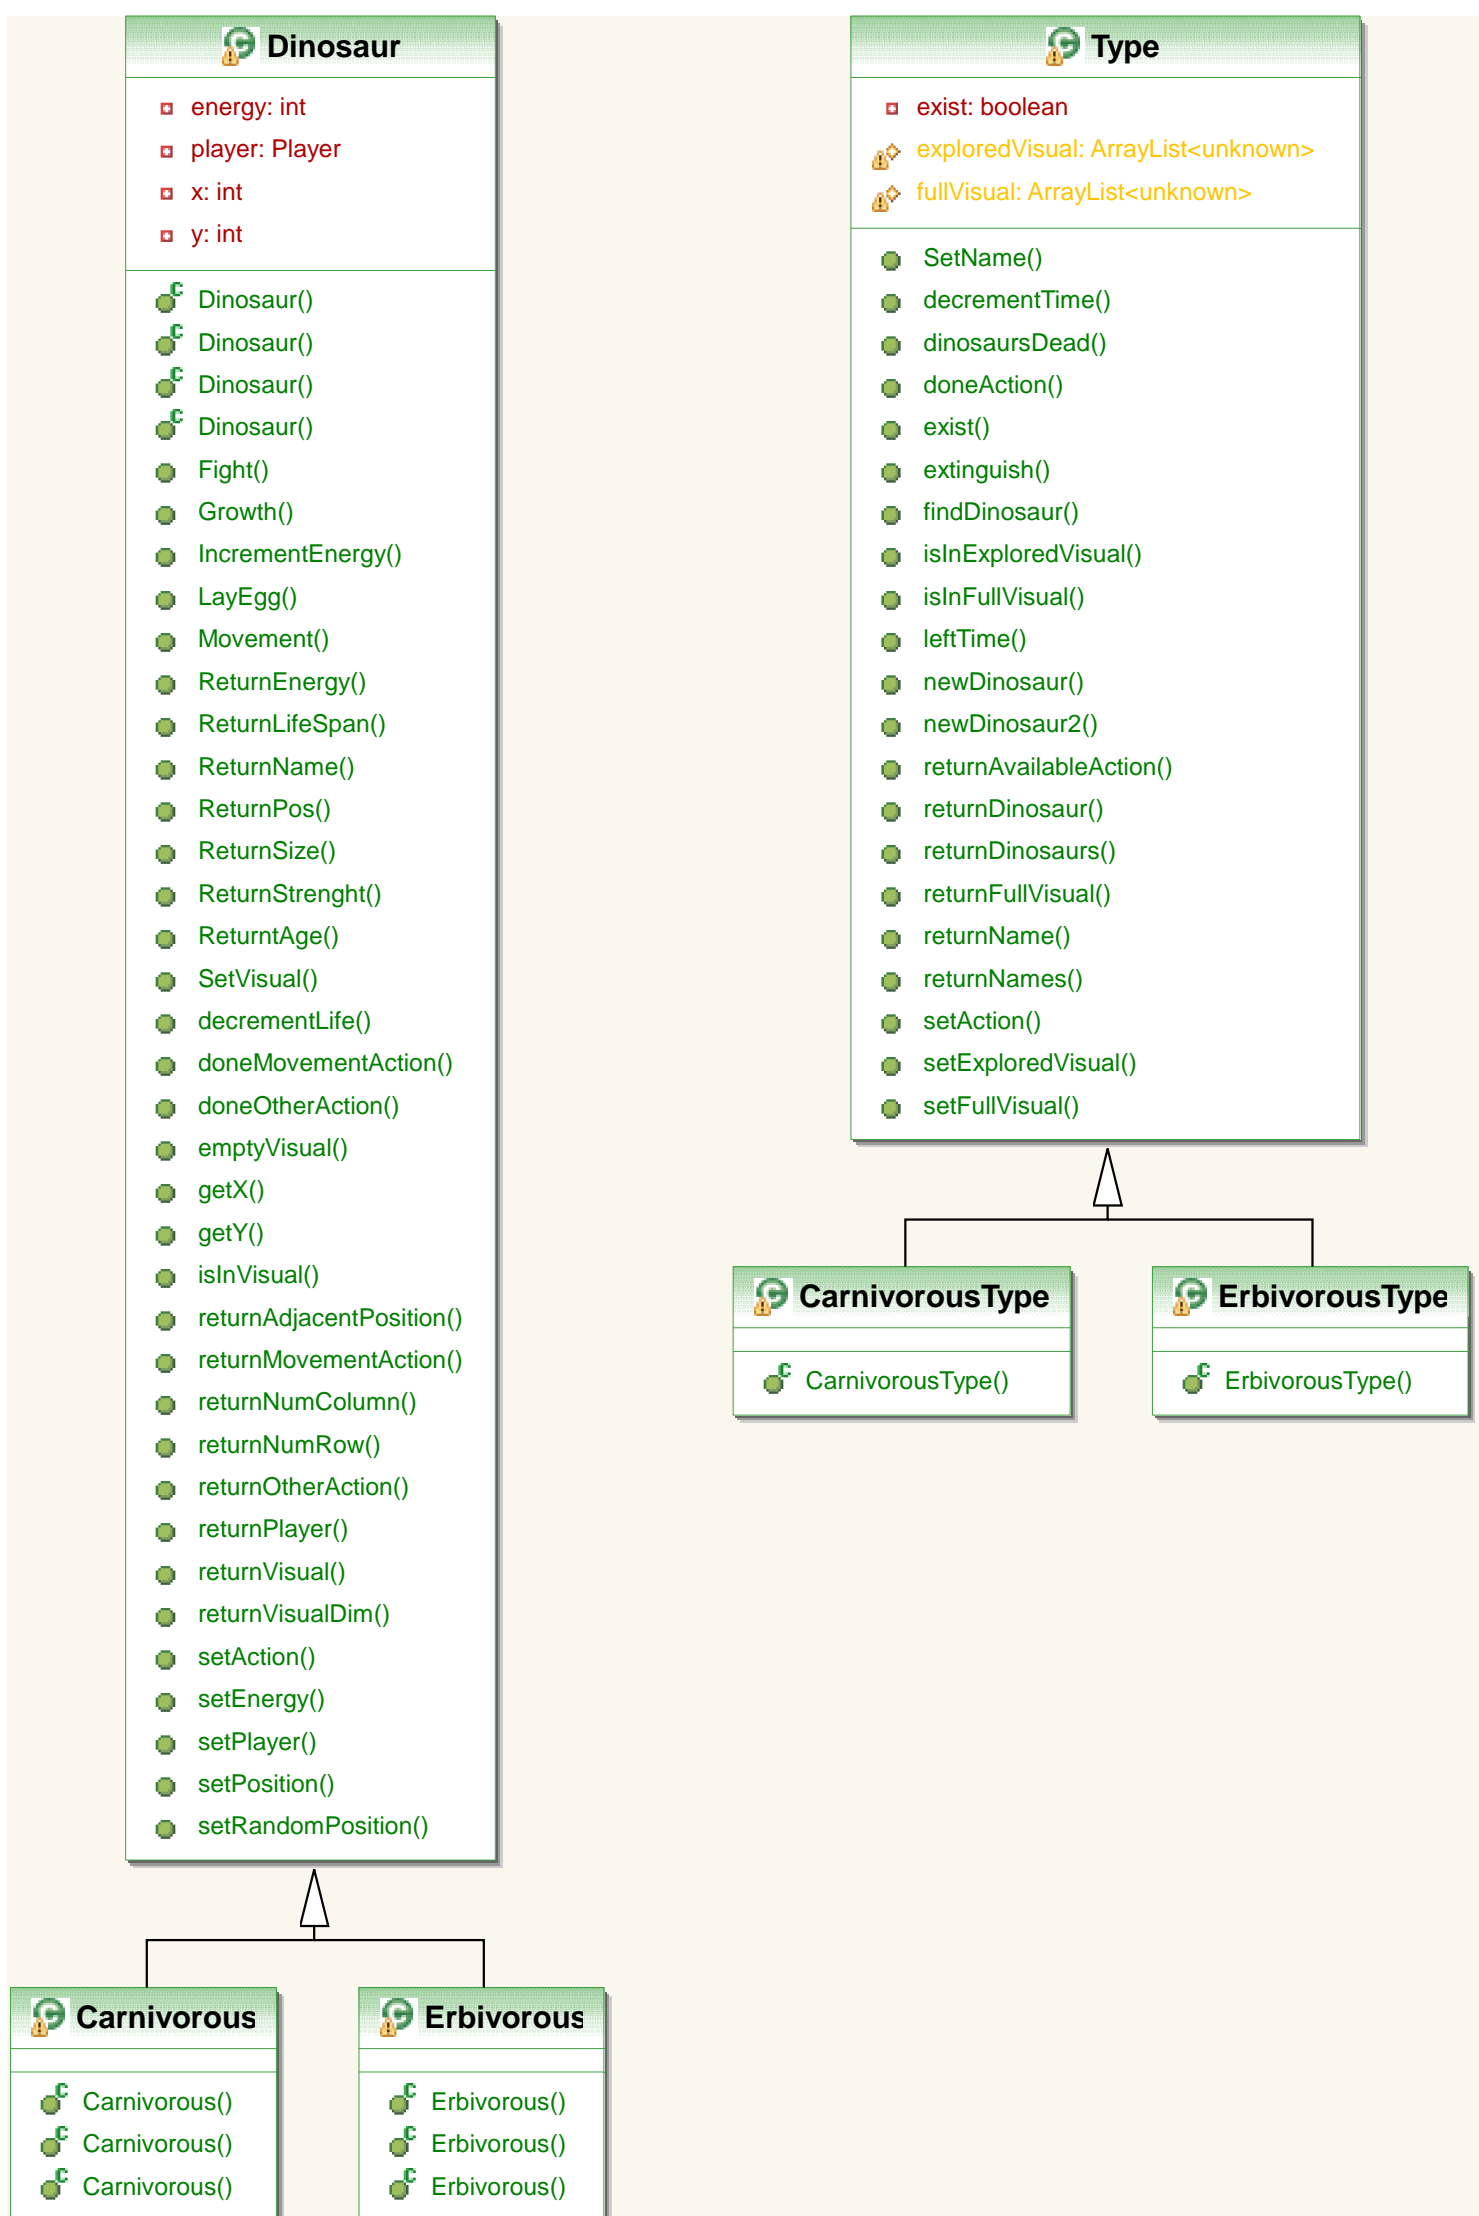 Dinosaur
energy: int
player: Player
x: int
y: int
Dinosaur()
Dinosaur()
Dinosaur()
Dinosaur()
Fight()
Growth()
IncrementEnergy()
LayEgg()
Movement()
ReturnEnergy()
ReturnLifeSpan()
ReturnName()
ReturnPos()
ReturnSize()
ReturnStrenght()
ReturntAge()
SetVisual()
decrementLife()
doneMovementAction()
doneOtherAction()
emptyVisual()
getX()
getY()
isInVisual()
returnAdjacentPosition()
returnMovementAction()
returnNumColumn()
returnNumRow()
returnOtherAction()
returnPlayer()
returnVisual()
returnVisualDim()
setAction()
setEnergy()
setPlayer()
setPosition()
setRandomPosition()
Type
exist: boolean
exploredVisual: ArrayList<unknown>
fullVisual: ArrayList<unknown>
SetName()
decrementTime()
dinosaursDead()
doneAction()
exist()
extinguish()
findDinosaur()
isInExploredVisual()
isInFullVisual()
leftTime()
newDinosaur()
newDinosaur2()
returnAvailableAction()
returnDinosaur()
returnDinosaurs()
returnFullVisual()
returnName()
returnNames()
setAction()
setExploredVisual()
setFullVisual()
CarnivorousType
CarnivorousType()
ErbivorousType
ErbivorousType()
Carnivorous
Carnivorous()
Carnivorous()
Carnivorous()
Erbivorous
Erbivorous()
Erbivorous()
Erbivorous()